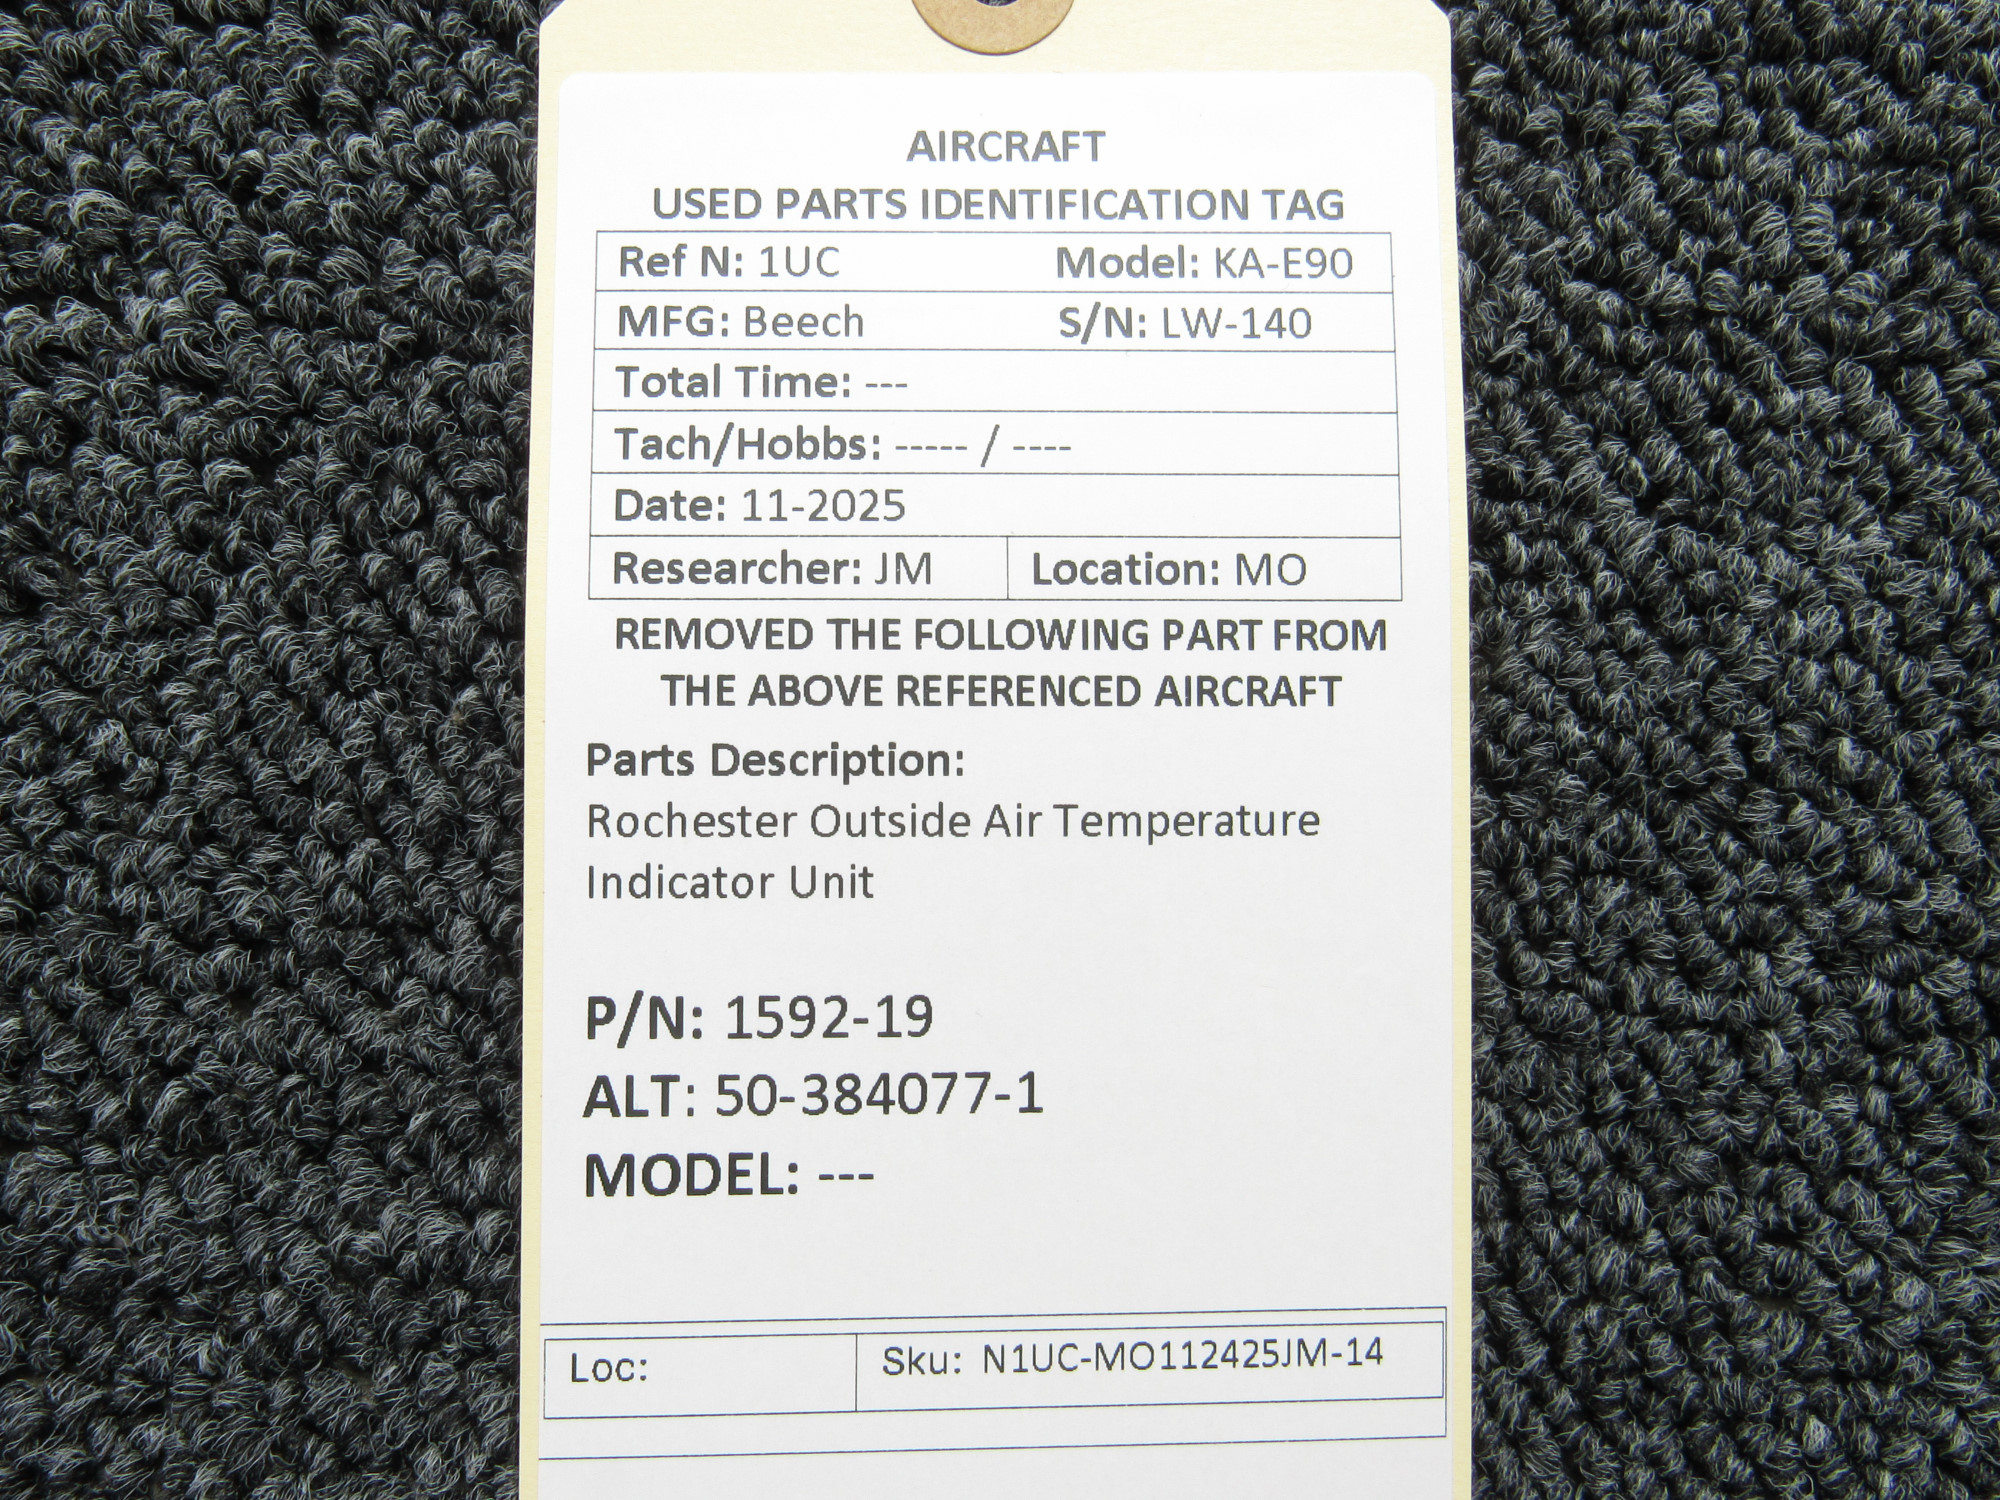 AIRCRAFT
USED PARTS IDENTIFICATION TAG
Ref N: 1UC Model: KA-E90
MFG: Beech S/N: LW-140
Total Time: ---
Tach/Hobbs: ----- / ----
Date: 11-2025
Researcher: JM Location: MO
REMOVED THE FOLLOWING PART FROM
THE ABOVE REFERENCED AIRCRAFT
Parts Description:
Rochester Outside Air Temperature
Indicator Unit
P/N: 1592-19
ALT: 50-384077-1
MODEL: ---
Loc: Sku: N1UC-MO112425JM-14